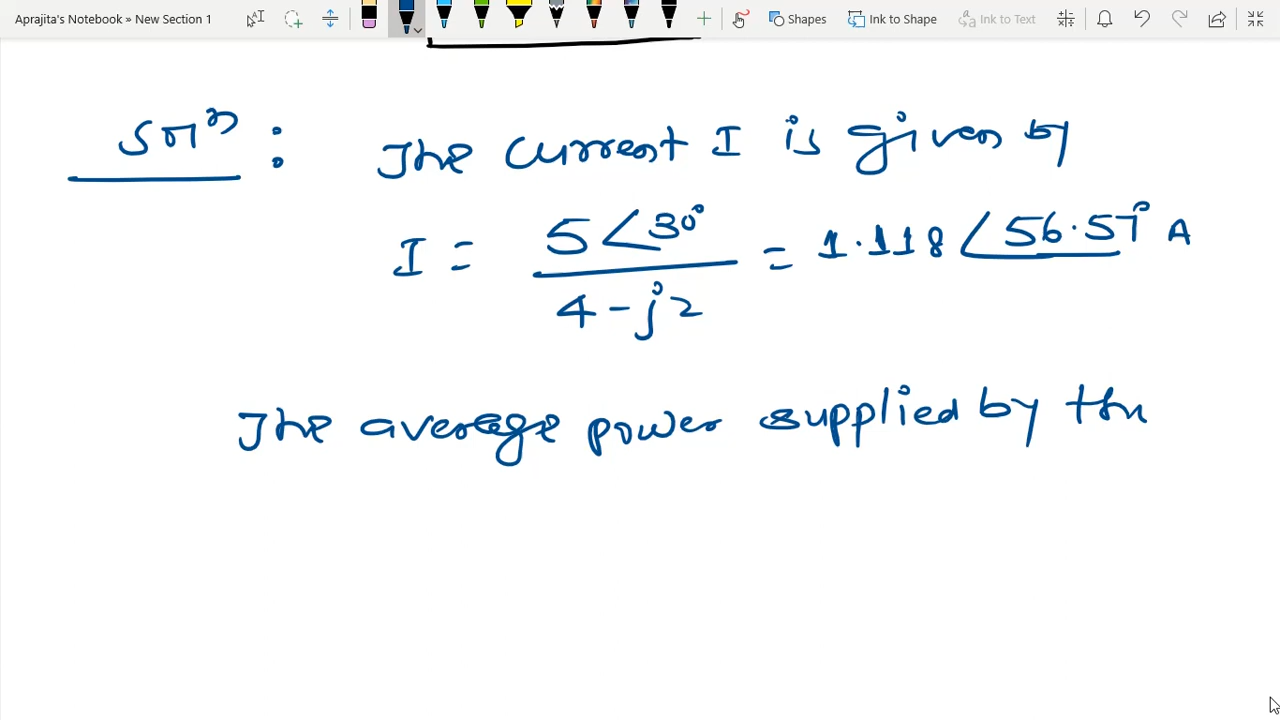 Aprajita's Notebook » New Section 1
Shapes
Ink to Shape
Ink to Text
Solⁿ : The current I is given by
I = 5∠30° / 4 - j2 = 1.118 ∠56.57° A
The average power supplied by the